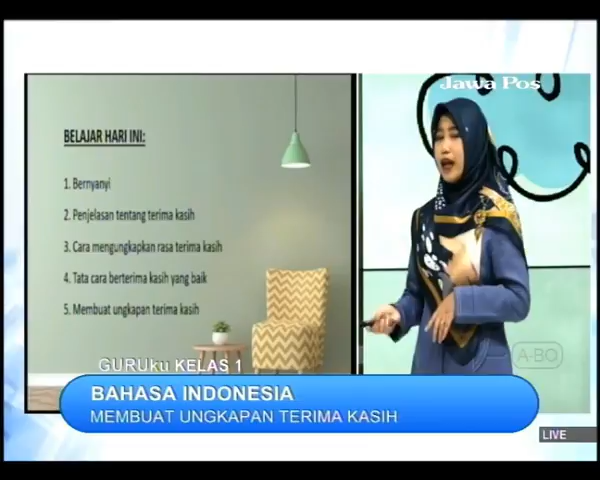 Jawa Pos
BELAJAR HARI INI:
1. Bernyanyi
2. Penjelasan tentang terima kasih
3. Cara mengungkapkan rasa terima kasih
4. Tata cara berterima kasih yang baik
5. Membuat ungkapan terima kasih
A-BO
GURUku KELAS 1
BAHASA INDONESIA
MEMBUAT UNGKAPAN TERIMA KASIH
LIVE